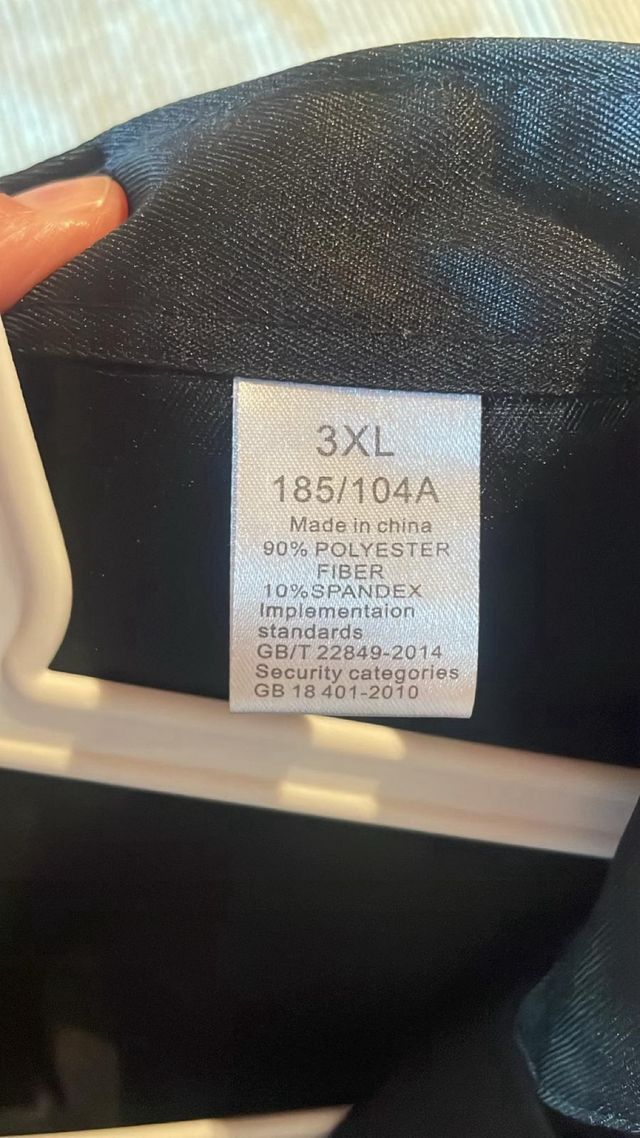 3XL
185/104A
Made in china
90% POLYESTER
FIBER
10%SPANDEX
Implementaion
standards
GB/T 22849-2014
Security categories
GB 18 401-2010